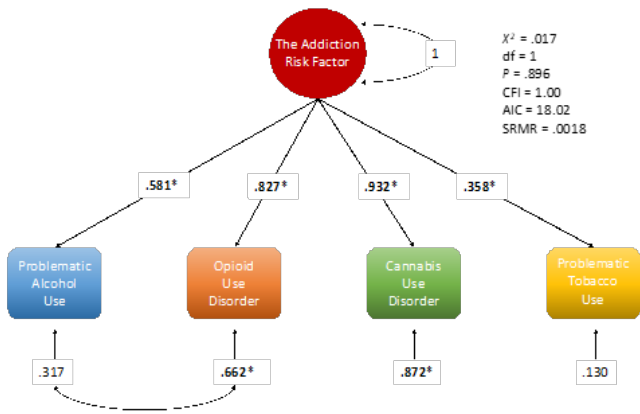 The Addiction
Risk Factor
1
X² = .017
df = 1
P = .896
CFI = 1.00
AIC = 18.02
SRMR = .0018
.581*
.827*
.932*
.358*
Problematic
Alcohol
Use
Opioid
Use
Disorder
Cannabis
Use
Disorder
Problematic
Tobacco
Use
.317
.662*
.872*
.130